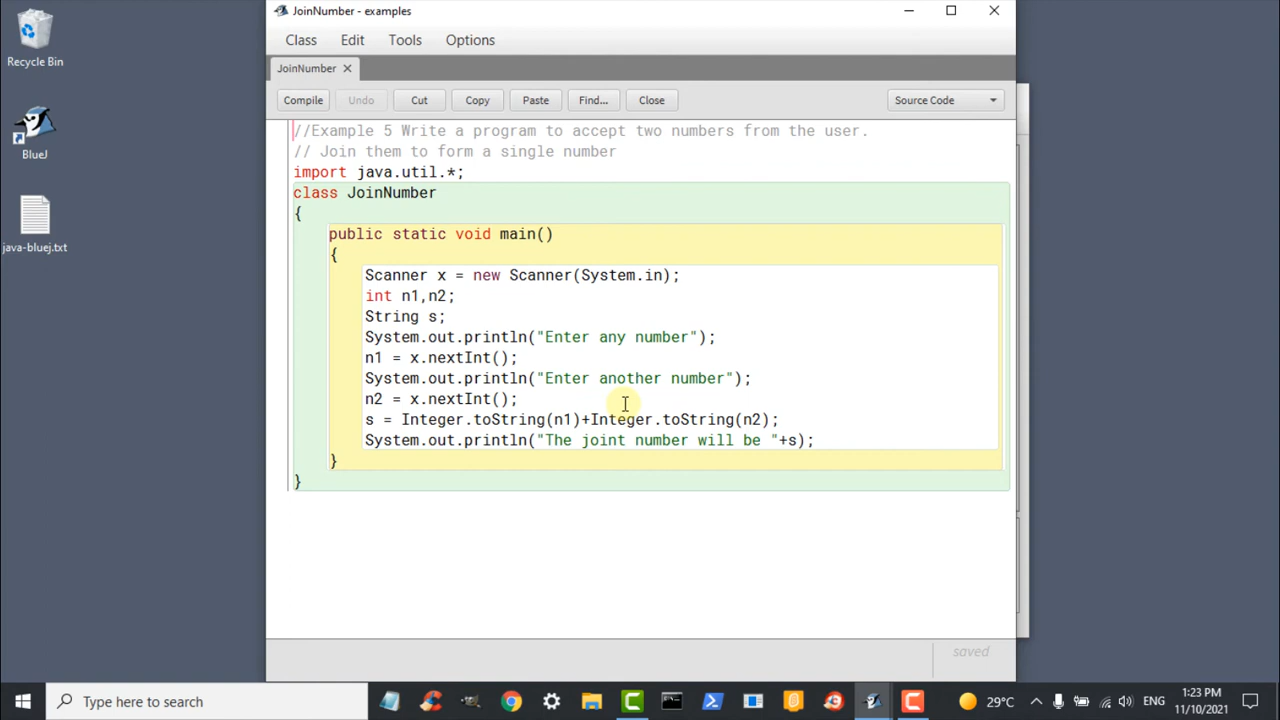 Recycle Bin
BlueJ
java-bluej.txt
JoinNumber - examples
Class Edit Tools Options
JoinNumber
Compile Undo Cut Copy Paste Find... Close Source Code
//Example 5 Write a program to accept two numbers from the user.
// Join them to form a single number
import java.util.*;
class JoinNumber
{
public static void main()
{
Scanner x = new Scanner(System.in);
int n1,n2;
String s;
System.out.println("Enter any number");
n1 = x.nextInt();
System.out.println("Enter another number");
n2 = x.nextInt();
s = Integer.toString(n1)+Integer.toString(n2);
System.out.println("The joint number will be "+s);
}
}
saved
Type here to search
29°C
ENG
1:23 PM
11/10/2021